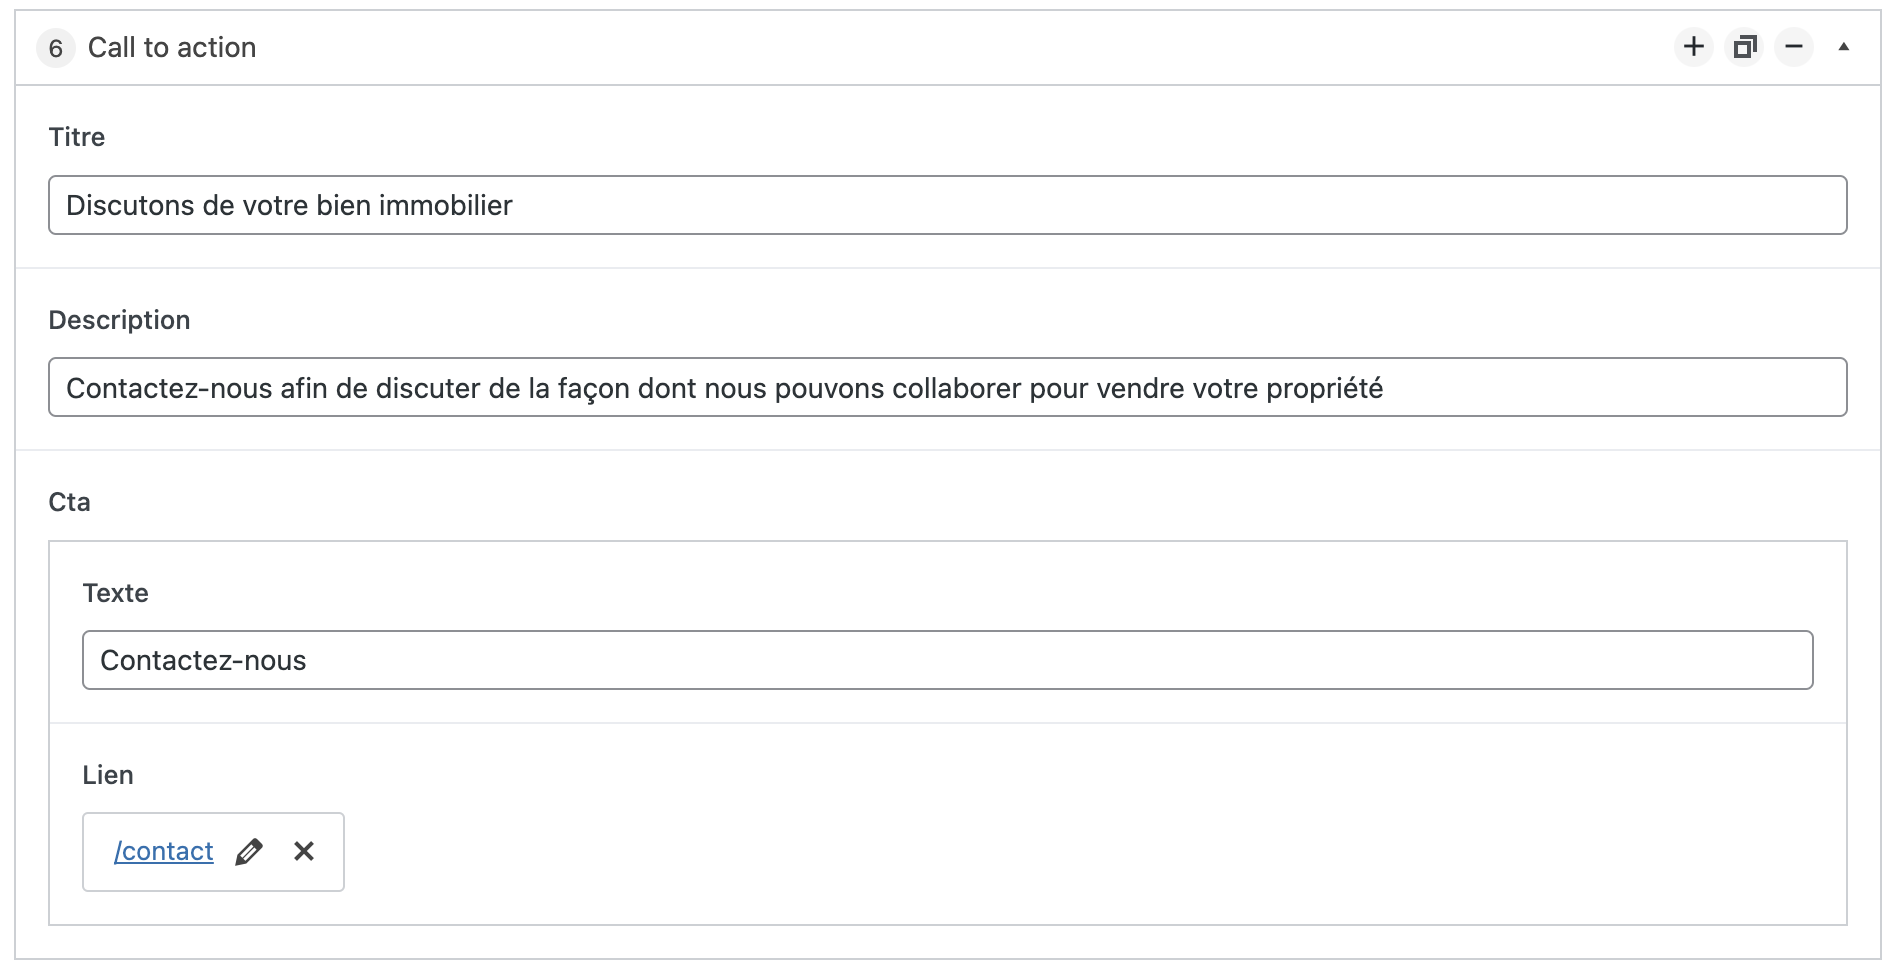 6 Call to action
Titre
Discutons de votre bien immobilier
Description
Contactez-nous afin de discuter de la façon dont nous pouvons collaborer pour vendre votre propriété
Cta
Texte
Contactez-nous
Lien
/contact